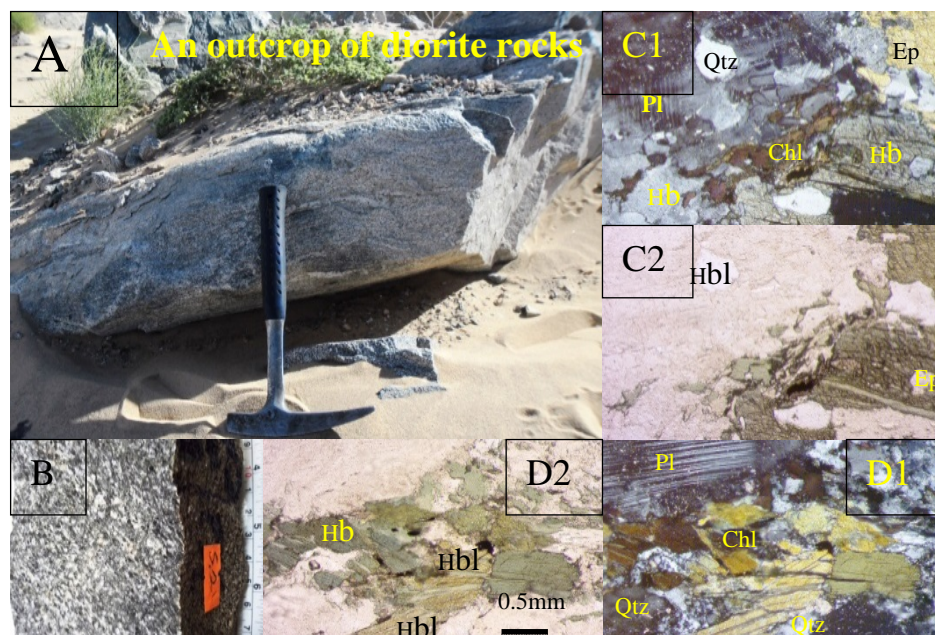 A
An outcrop of diorite rocks
C1
Qtz
Ep
Pl
Chl
Hb
Hb
C2
Hbl
Ep
B
D2
Hb
Hbl
0.5mm
Hbl
Pl
D1
Chl
Qtz
Qtz